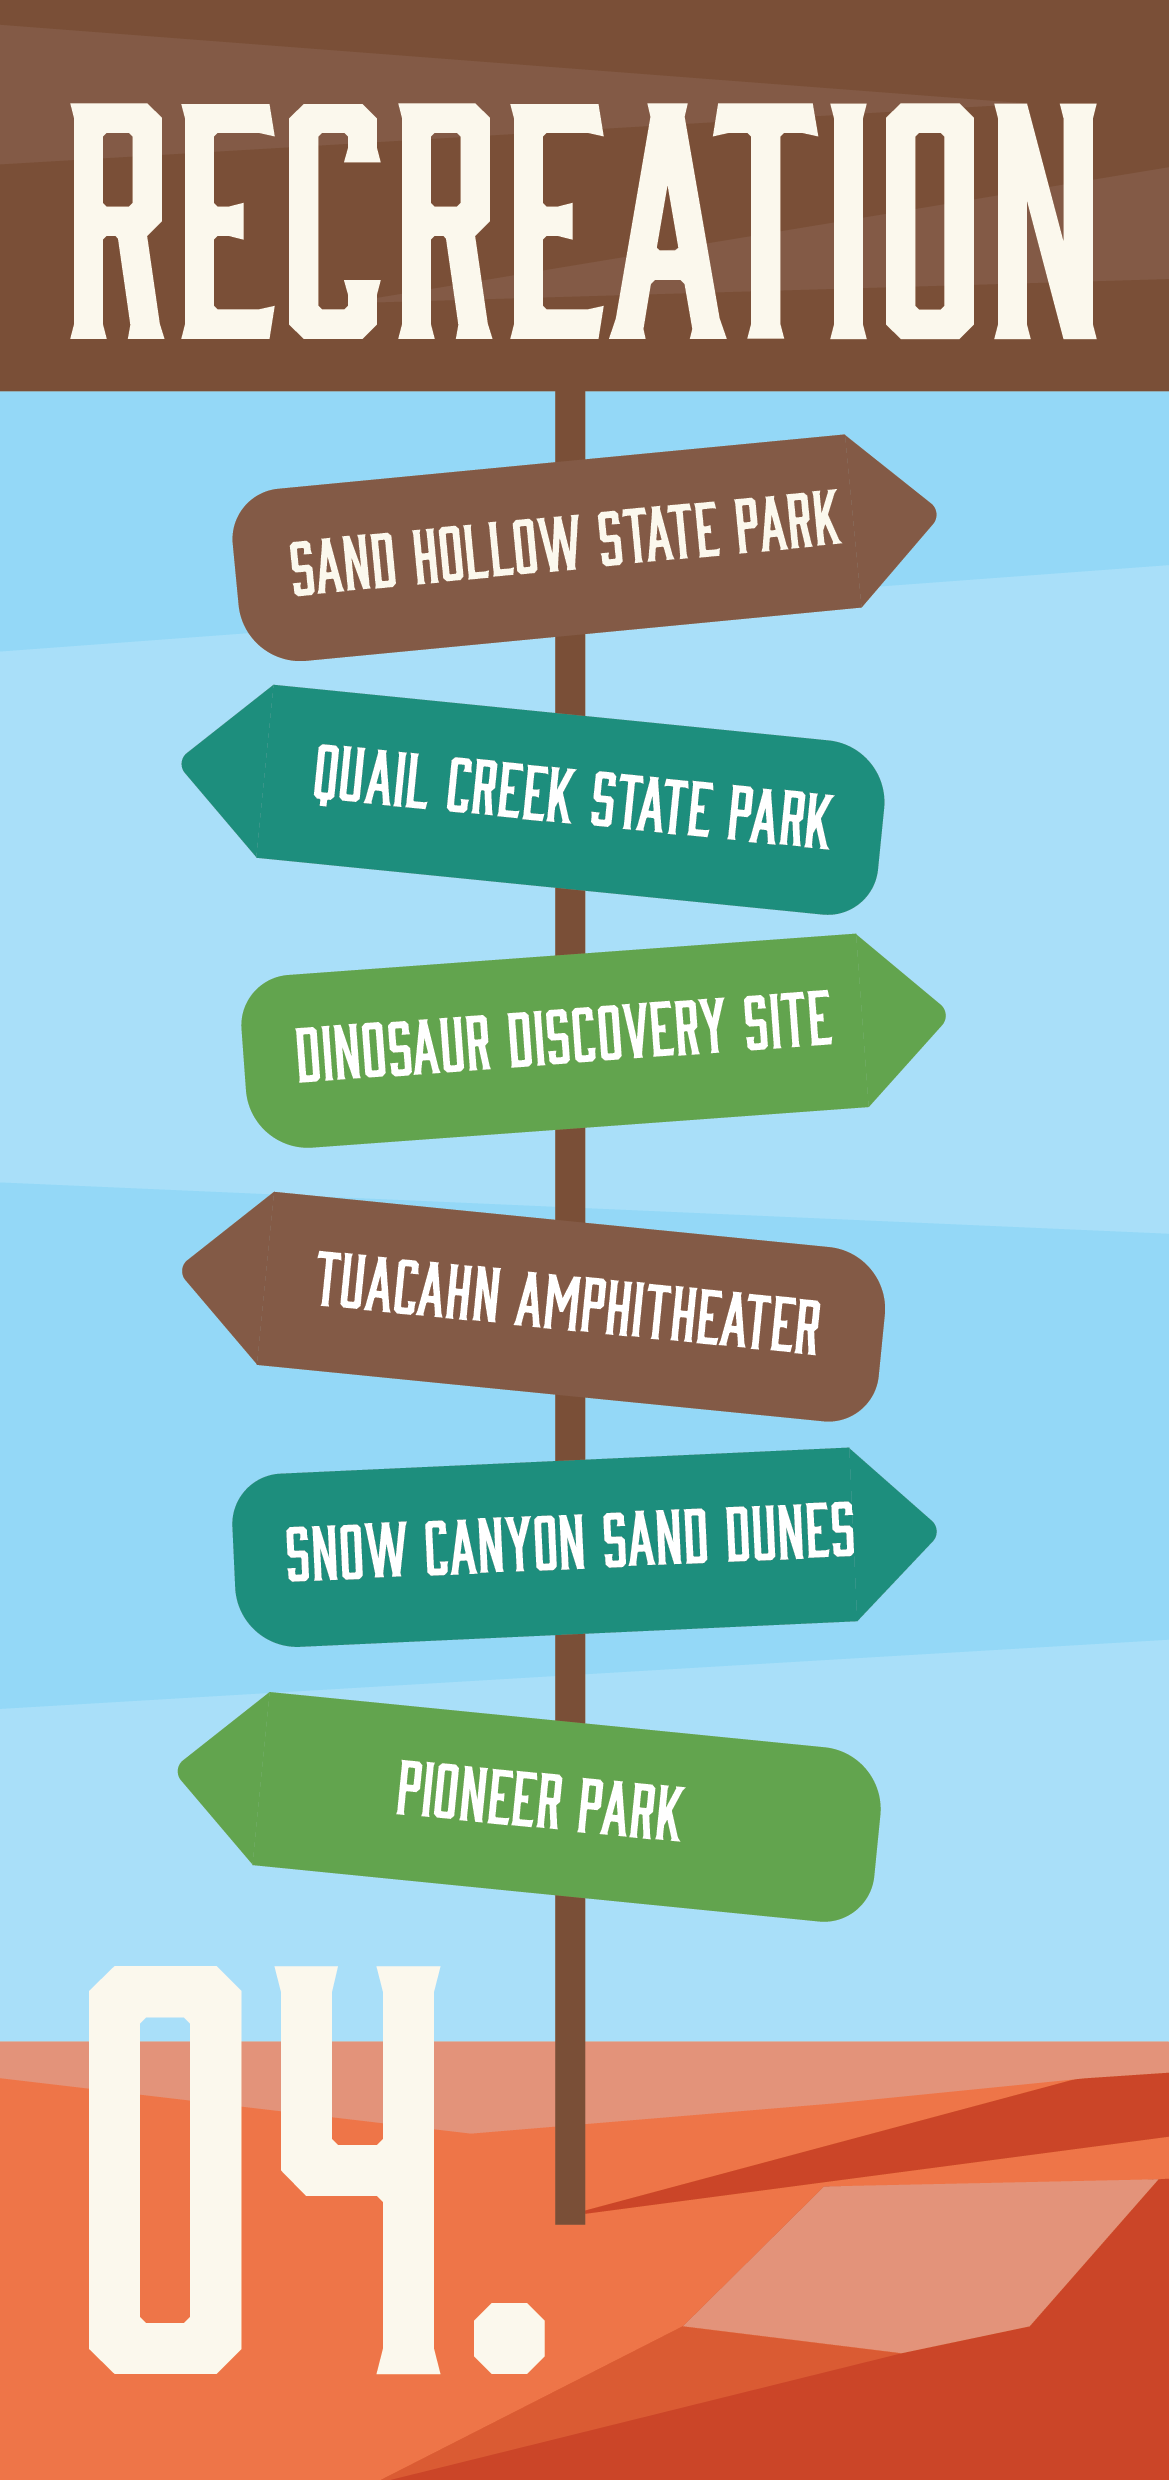 RECREATION
SAND HOLLOW STATE PARK
QUAIL CREEK STATE PARK
DINOSAUR DISCOVERY SITE
TUACAHN AMPHITHEATER
SNOW CANYON SAND DUNES
PIONEER PARK
04.